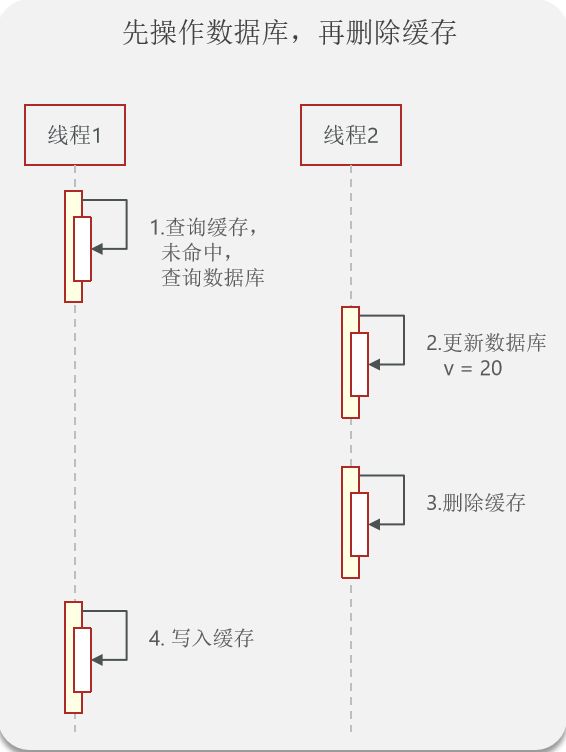 先操作数据库，再删除缓存
线程1
线程2
1.查询缓存，
未命中，
查询数据库
2.更新数据库
v = 20
3.删除缓存
4. 写入缓存